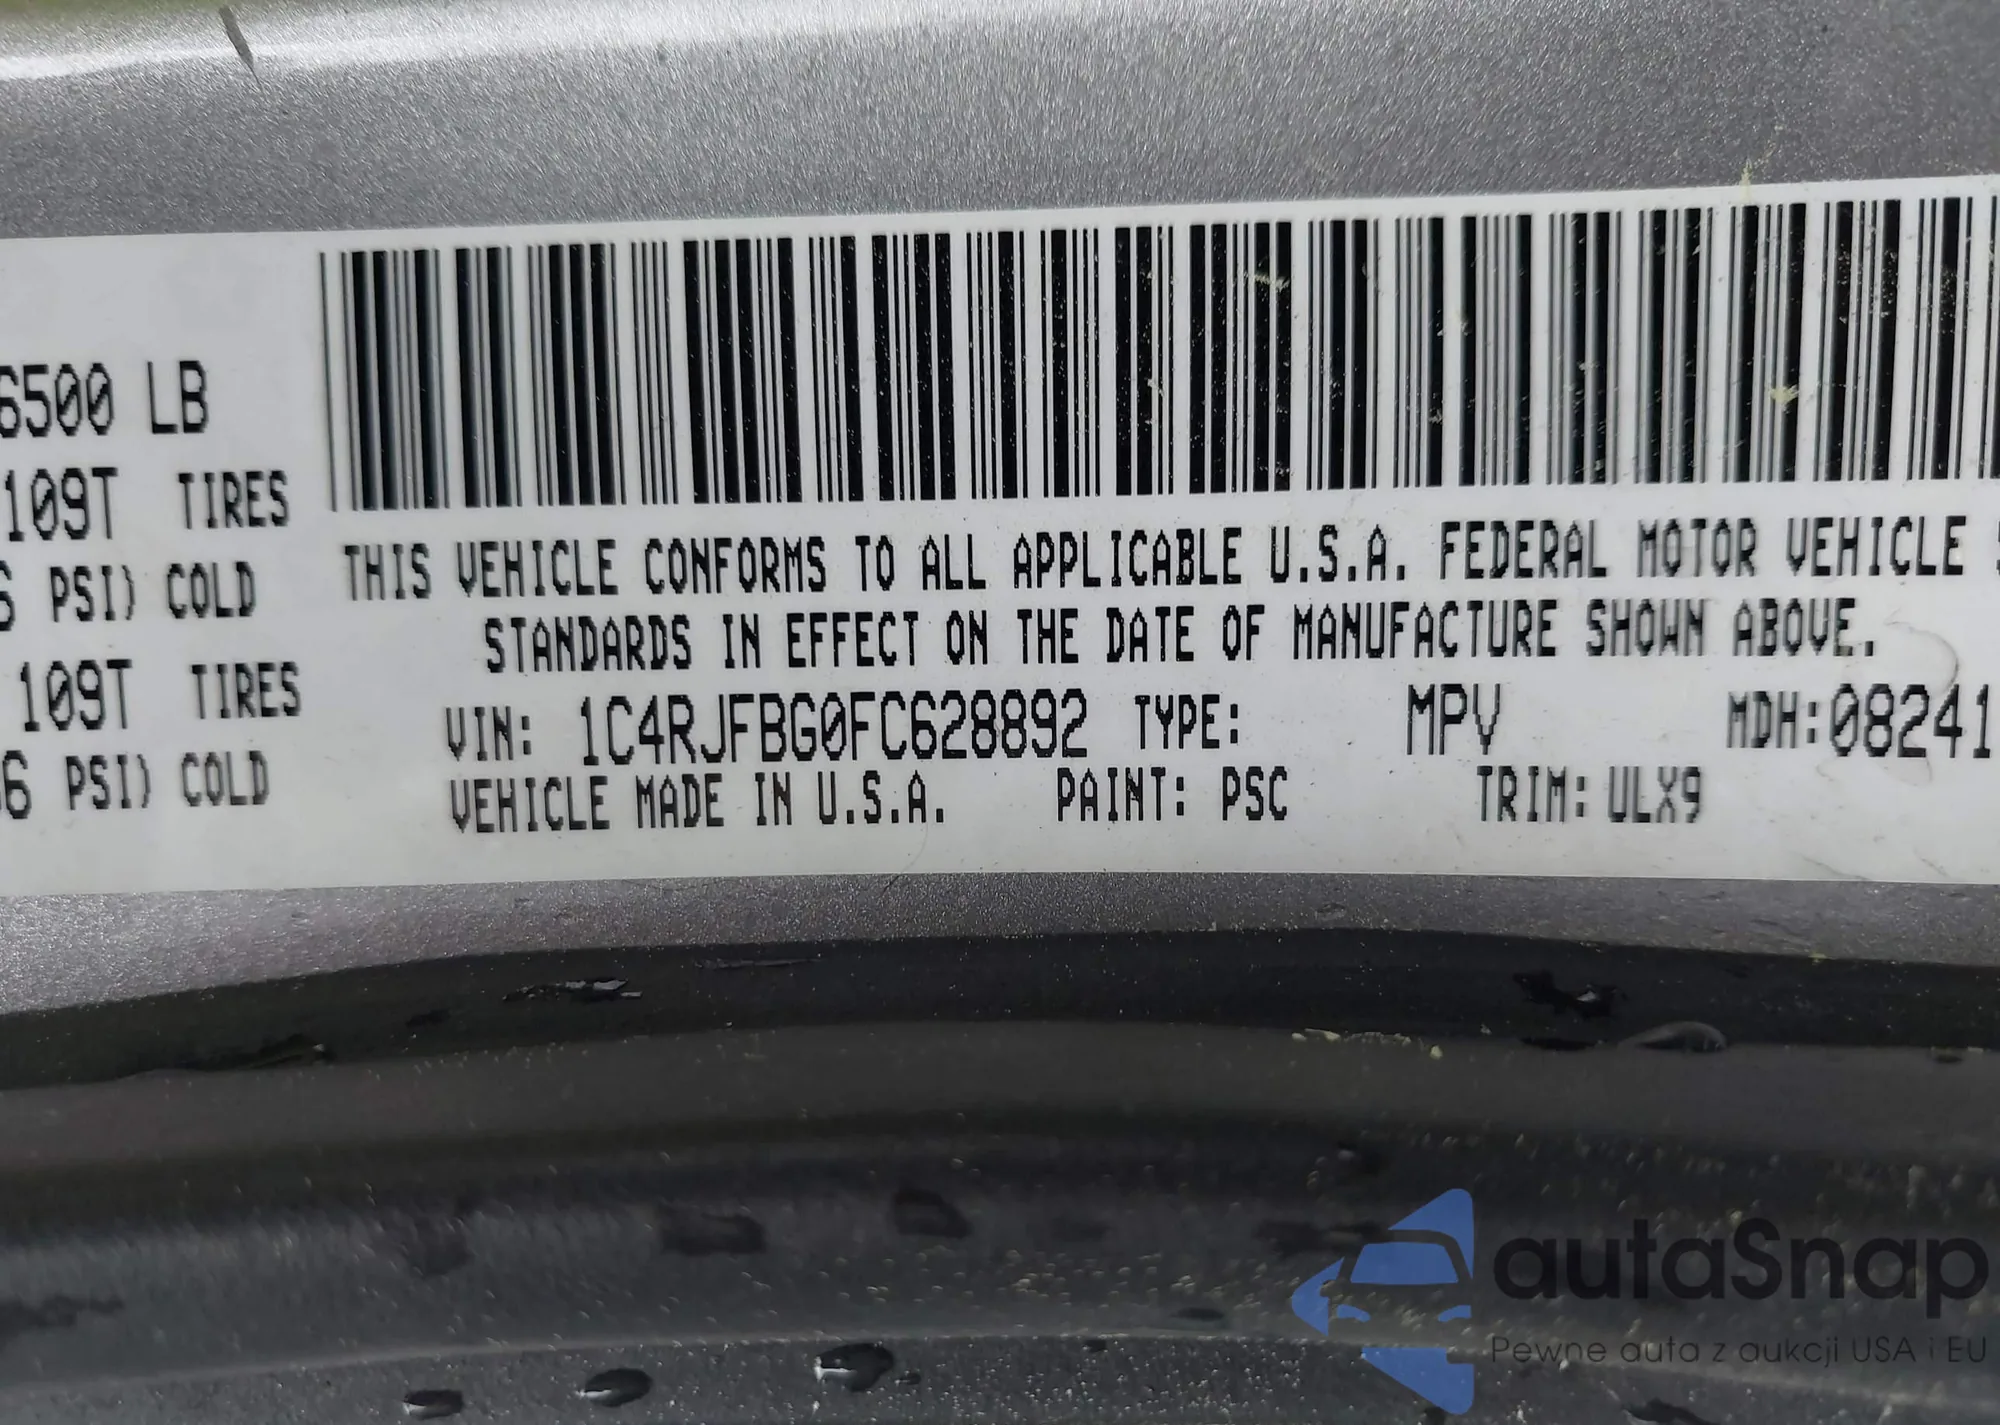 6500 LB
109T TIRES
6 PSI) COLD
109T TIRES
36 PSI) COLD
THIS VEHICLE CONFORMS TO ALL APPLICABLE U.S.A. FEDERAL MOTOR VEHICLE
STANDARDS IN EFFECT ON THE DATE OF MANUFACTURE SHOWN ABOVE.
VIN: 1C4RJFBG0FC628892 TYPE: MPV MDH:08241
VEHICLE MADE IN U.S.A. PAINT: PSC TRIM: ULX9
autaSnap
Pewne auta z aukcji USA i EU